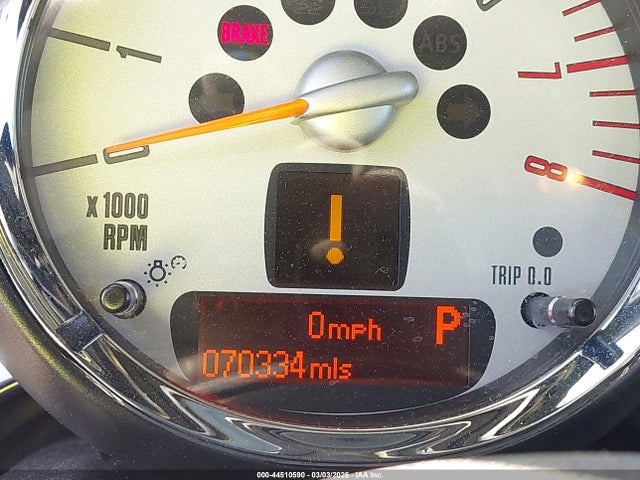 BRAKE
ABS
1
7
0
8
x 1000
RPM
!
TRIP 0.0
0mph P
070334mls
000-44510590 - 03/03/2026 - IAA Inc.